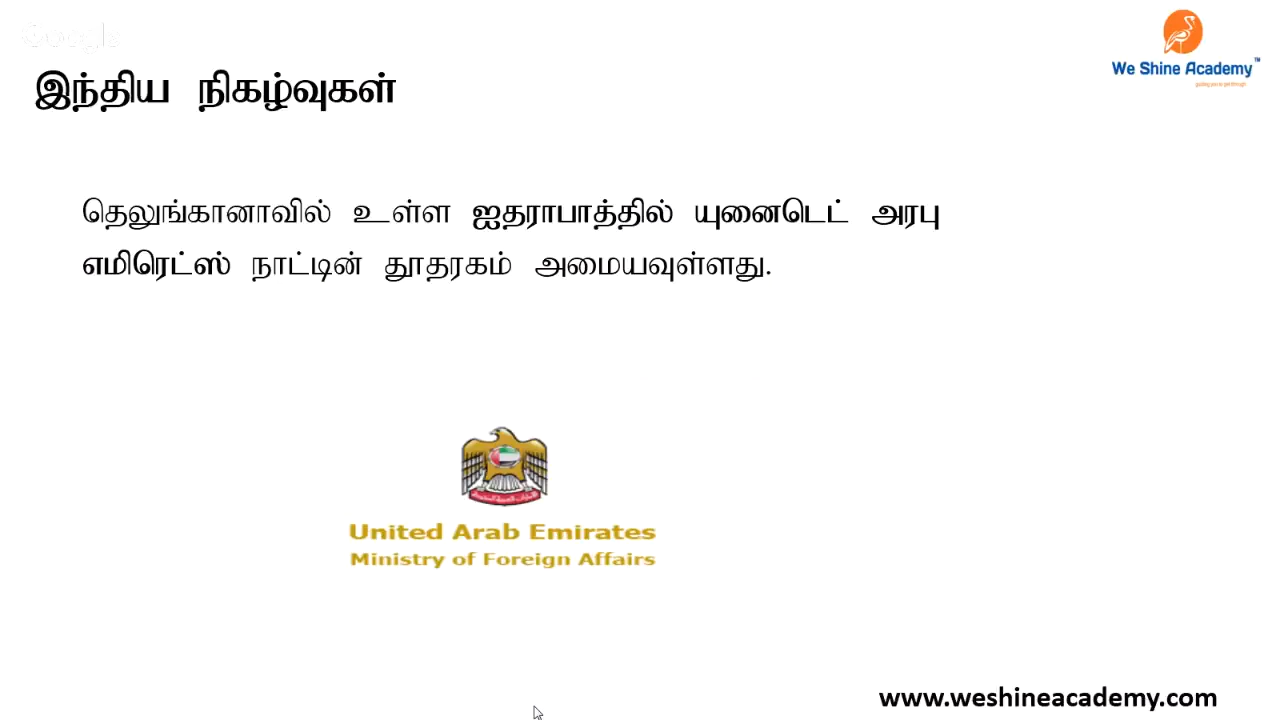 We Shine Academy
இந்திய நிகழ்வுகள்
தெலுங்கானாவில் உள்ள ஐதராபாத்தில் யுனைடெட் அரபு
எமிரெட்ஸ் நாட்டின் தூதரகம் அமையவுள்ளது.
United Arab Emirates
Ministry of Foreign Affairs
www.weshineacademy.com